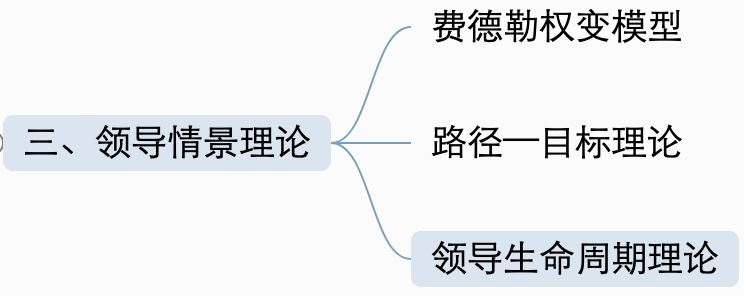 费德勒权变模型
三、领导情景理论
路径—目标理论
领导生命周期理论